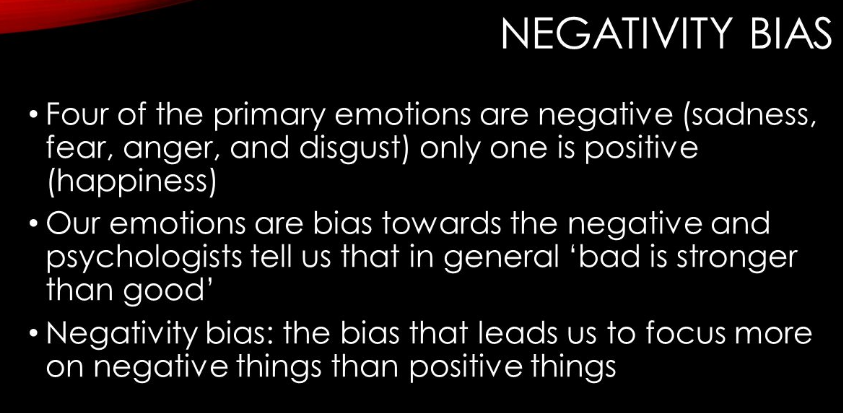 NEGATIVITY BIAS
• Four of the primary emotions are negative (sadness,
fear, anger, and disgust) only one is positive
(happiness)
• Our emotions are bias towards the negative and
psychologists tell us that in general ‘bad is stronger
than good’
• Negativity bias: the bias that leads us to focus more
on negative things than positive things